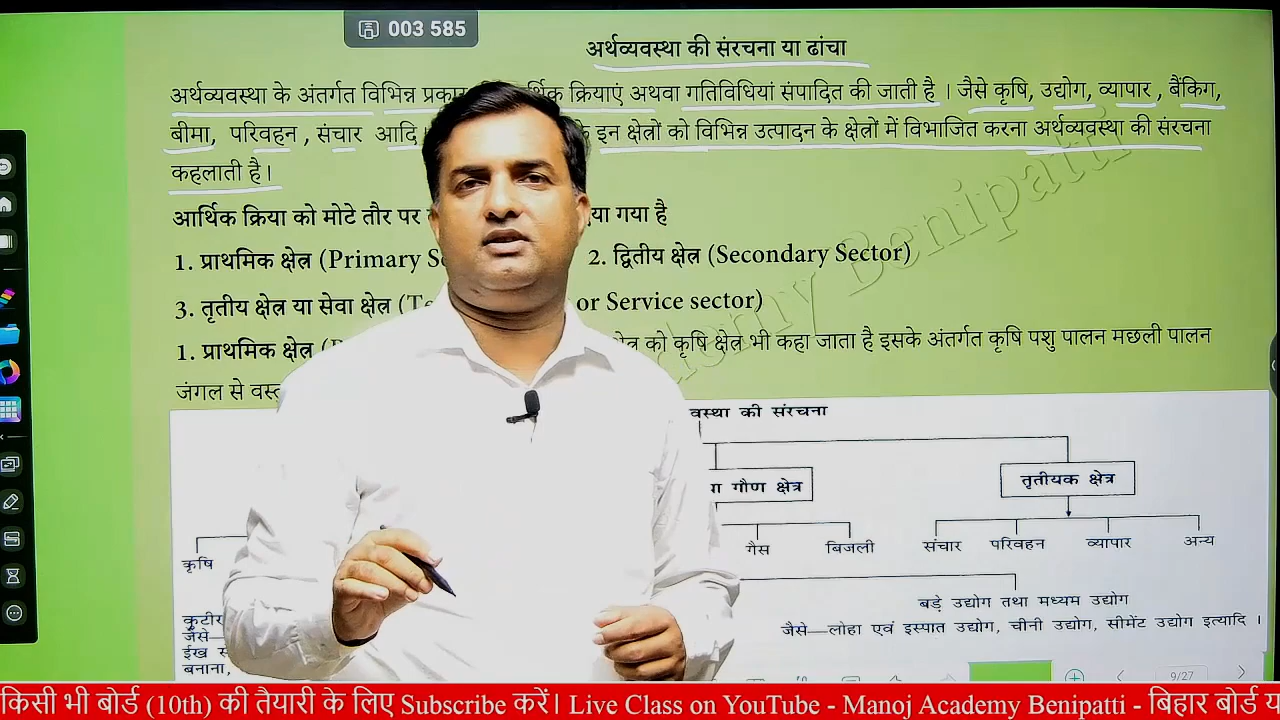 003 585
अर्थव्यवस्था की संरचना या ढांचा
अर्थव्यवस्था के अंतर्गत विभिन्न क्रियाएं अथवा गतिविधियां संपादित की जाती है । जैसे कृषि, उद्योग, व्यापार , बैंकिग,
बीमा, परिवहन , संचार आदि इन क्षेत्रों को विभिन्न उत्पादन के क्षेत्रों में विभाजित करना अर्थव्यवस्था की संरचना
कहलाती है।
आर्थिक क्रिया को मोटे तौर पर गया है
1. प्राथमिक क्षेत्र (Primary 2. द्वितीय क्षेत्र (Secondary Sector)
3. तृतीय क्षेत्र या सेवा क्षेत्र or Service sector)
1. प्राथमिक क्षेत्र को कृषि क्षेत्र भी कहा जाता है इसके अंतर्गत कृषि पशु पालन मछली पालन
जंगल से
की संरचना
गौण क्षेत्र
तृतीयक क्षेत्र
कृषि गैस बिजली संचार परिवहन व्यापार अन्य
बड़े उद्योग तथा मध्यम उद्योग
कुटीर
जैसे—लोहा एवं इस्पात उद्योग, चीनी उद्योग, सीमेंट उद्योग इत्यादि ।
जैसे—
ईख
बनाना,
9/27
किसी भी बोर्ड (10th) की तैयारी के लिए Subscribe करें। Live Class on YouTube - Manoj Academy Benipatti - बिहार बोर्ड